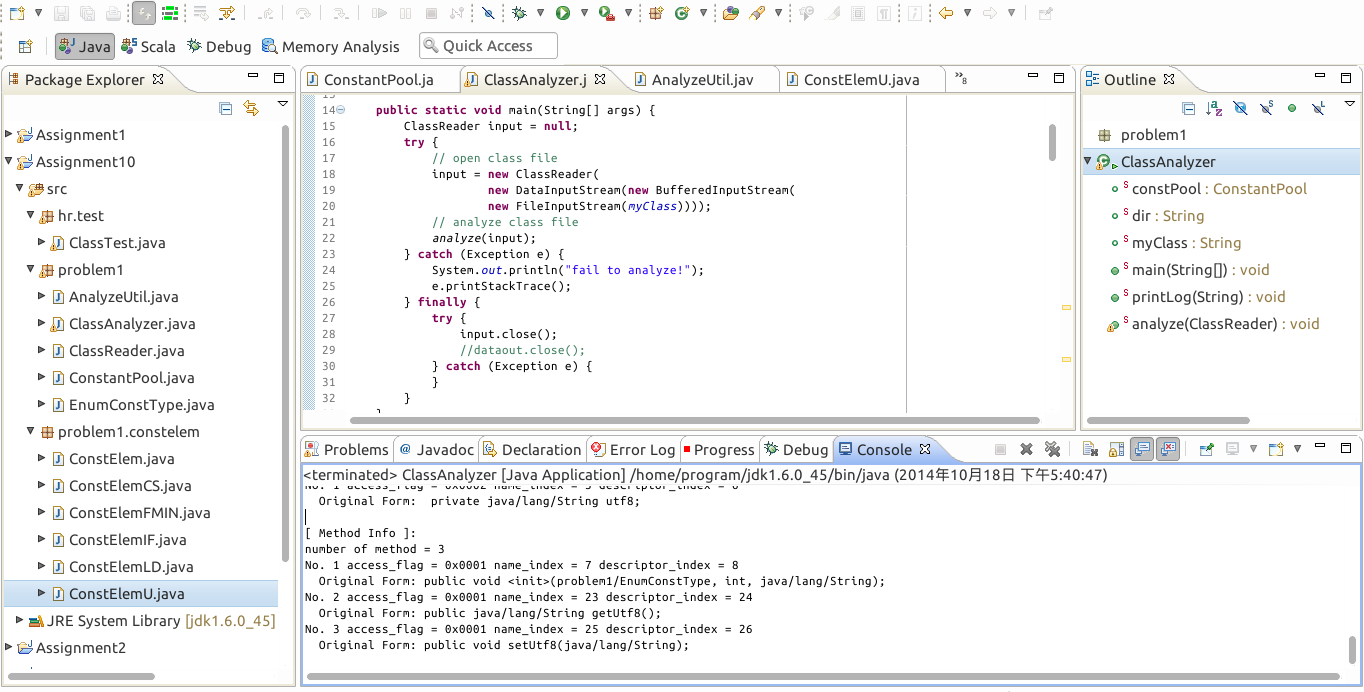 Java
Scala
Debug
Memory Analysis
Quick Access
Package Explorer
Assignment1
Assignment10
src
hr.test
ClassTest.java
problem1
AnalyzeUtil.java
ClassAnalyzer.java
ClassReader.java
ConstantPool.java
EnumConstType.java
problem1.constelem
ConstElem.java
ConstElemCS.java
ConstElemFMIN.java
ConstElemIF.java
ConstElemLD.java
ConstElemU.java
JRE System Library [jdk1.6.0_45]
Assignment2
ConstantPool.ja
ClassAnalyzer.j
AnalyzeUtil.jav
ConstElemU.java
»8
14 public static void main(String[] args) {
15 ClassReader input = null;
16 try {
17 // open class file
18 input = new ClassReader(
19 new DataInputStream(new BufferedInputStream(
20 new FileInputStream(myClass))));
21 // analyze class file
22 analyze(input);
23 } catch (Exception e) {
24 System.out.println("fail to analyze!");
25 e.printStackTrace();
26 } finally {
27 try {
28 input.close();
29 //dataout.close();
30 } catch (Exception e) {
31 }
32 }
Outline
problem1
ClassAnalyzer
constPool : ConstantPool
dir : String
myClass : String
main(String[]) : void
printLog(String) : void
analyze(ClassReader) : void
Problems
Javadoc
Declaration
Error Log
Progress
Debug
Console
<terminated> ClassAnalyzer [Java Application] /home/program/jdk1.6.0_45/bin/java (2014年10月18日 下午5:40:47)
Original Form:  private java/lang/String utf8;
[ Method Info ]:
number of method = 3
No. 1 access_flag = 0x0001 name_index = 7 descriptor_index = 8
Original Form: public void <init>(problem1/EnumConstType, int, java/lang/String);
No. 2 access_flag = 0x0001 name_index = 23 descriptor_index = 24
Original Form: public java/lang/String getUtf8();
No. 3 access_flag = 0x0001 name_index = 25 descriptor_index = 26
Original Form: public void setUtf8(java/lang/String);